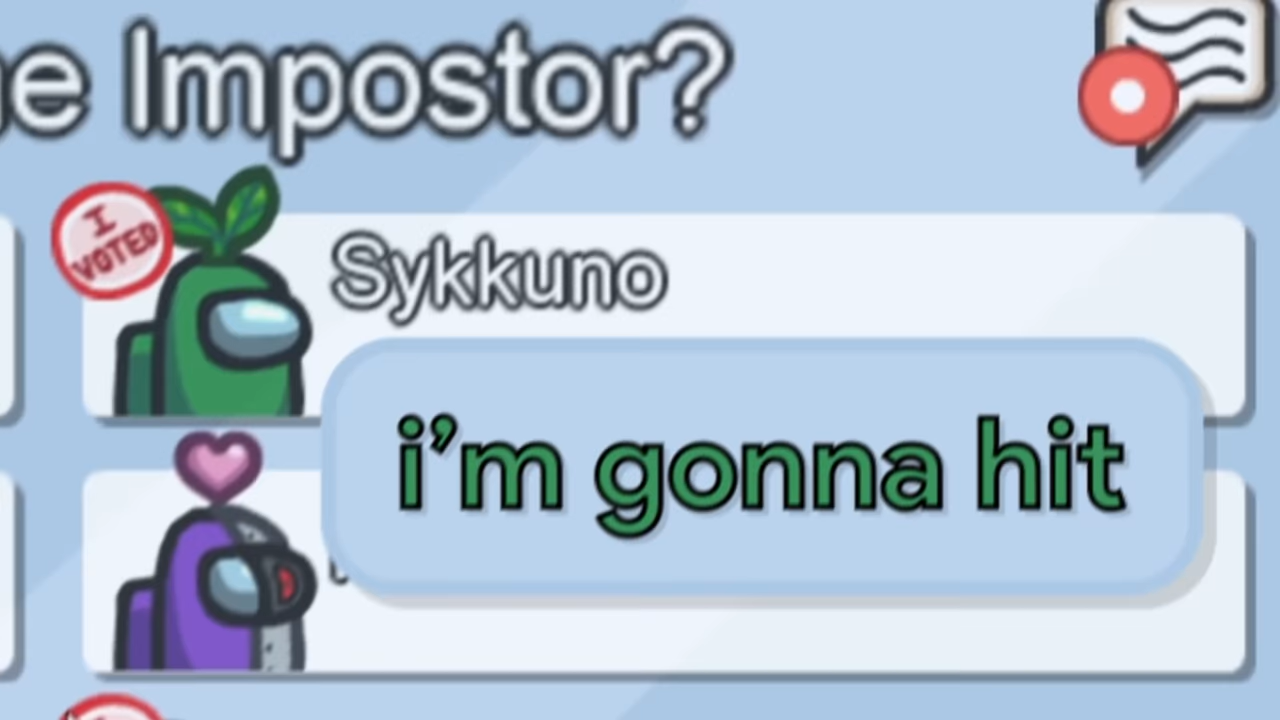 e Impostor?
I
VOTED
Sykkuno
i’m gonna hit